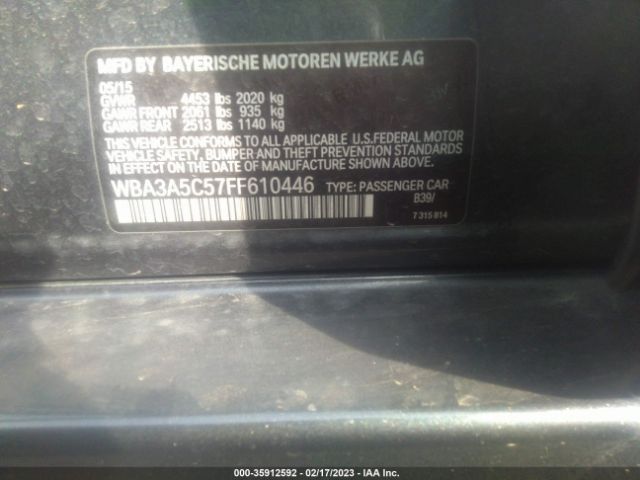 MFD BY BAYERISCHE MOTOREN WERKE AG
05/15
GVWR 4453 lbs 2020 kg
GAWR FRONT 2061 lbs 935 kg
GAWR REAR 2513 lbs 1140 kg
THIS VEHICLE CONFORMS TO ALL APPLICABLE U.S.FEDERAL MOTOR
VEHICLE SAFETY, BUMPER AND THEFT PREVENTION STANDARDS
IN EFFECT ON THE DATE OF MANUFACTURE SHOWN ABOVE.
WBA3A5C57FF610446 TYPE: PASSENGER CAR
B39/
7 315 814
000-35912592 - 02/17/2023 - IAA Inc.